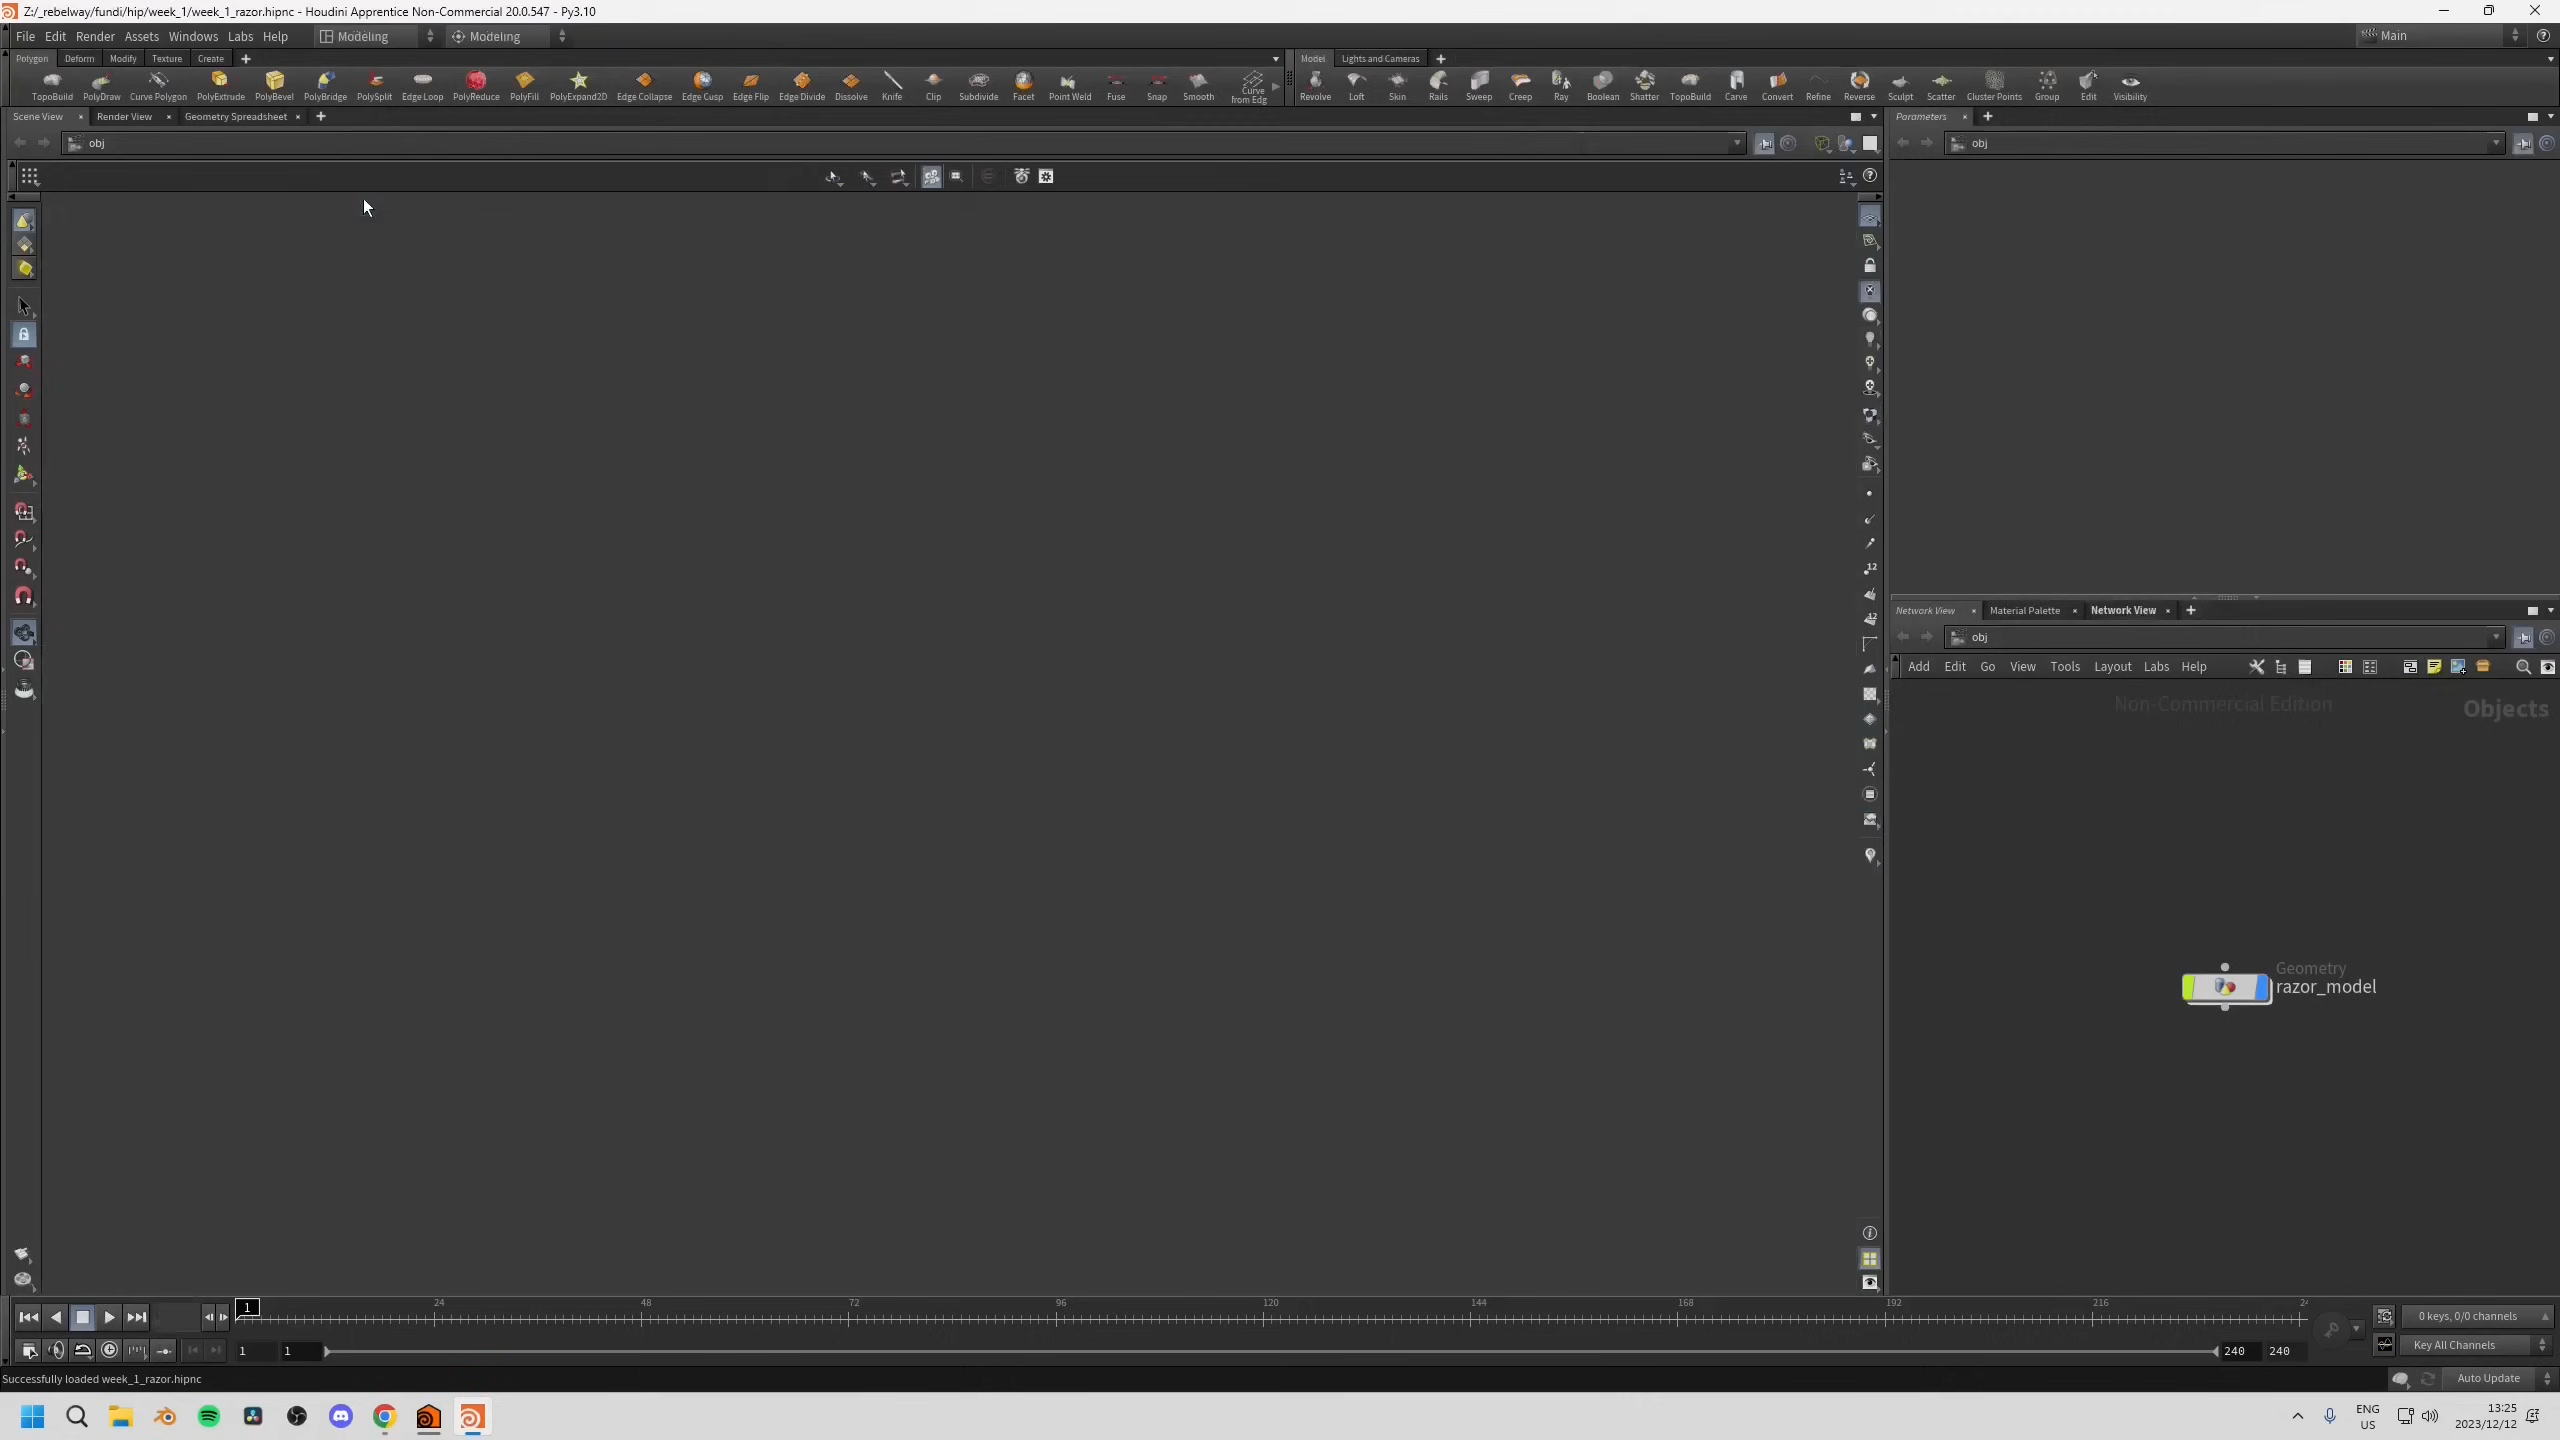 Z:/_rebelway/fundi/hip/week_1/week_1_razor.hipnc - Houdini Apprentice Non-Commercial 20.0.547 - Py3.10
File Edit Render Assets Windows Labs Help Modeling Modeling Main
Polygon Deform Modify Texture Create Model Lights and Cameras
TopoBuild PolyDraw Curve Polygon PolyExtrude PolyBevel PolyBridge PolySplit Edge Loop PolyReduce PolyFill PolyExpand2D Edge Collapse Edge Cusp Edge Flip Edge Divide Dissolve Knife Clip Subdivide Facet Point Weld Fuse Snap Smooth Curve from Edg Revolve Loft Skin Rails Sweep Creep Ray Boolean Shatter TopoBuild Carve Convert Refine Reverse Sculpt Scatter Cluster Points Group Edit Visibility
Scene View Render View Geometry Spreadsheet Parameters
obj obj
12
12
Network View Material Palette Network View
obj
Add Edit Go View Tools Layout Labs Help
Non-Commercial Edition Objects
Geometry
razor_model
1 24 48 72 96 120 144 168 192 216 24
0 keys, 0/0 channels
1 1 240 240 Key All Channels
Successfully loaded week_1_razor.hipnc Auto Update
ENG
US
13:25
2023/12/12